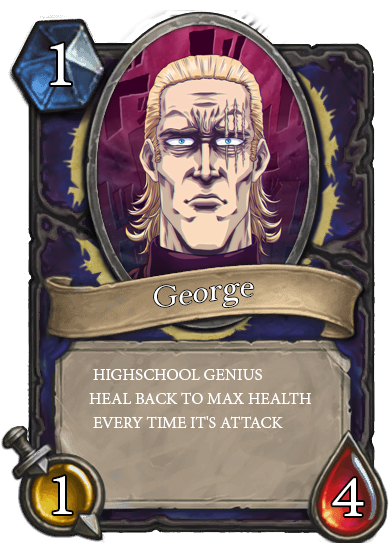 1
George
HIGHSCHOOL GENIUS
HEAL BACK TO MAX HEALTH
EVERY TIME IT'S ATTACK
1
4